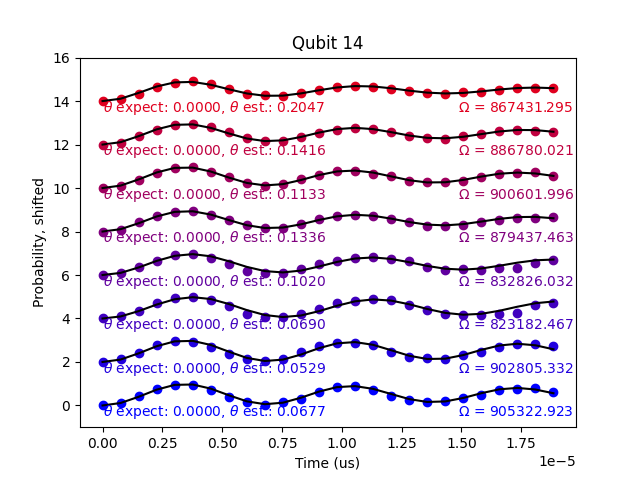 Qubit 14
Probability, shifted
16
14
θ expect: 0.0000, θ est.: 0.2047 Ω = 867431.295
12
θ expect: 0.0000, θ est.: 0.1416 Ω = 886780.021
10
θ expect: 0.0000, θ est.: 0.1133 Ω = 900601.996
8
θ expect: 0.0000, θ est.: 0.1336 Ω = 879437.463
6
θ expect: 0.0000, θ est.: 0.1020 Ω = 832826.032
4
θ expect: 0.0000, θ est.: 0.0690 Ω = 823182.467
2
θ expect: 0.0000, θ est.: 0.0529 Ω = 902805.332
0
θ expect: 0.0000, θ est.: 0.0677 Ω = 905322.923
0.00 0.25 0.50 0.75 1.00 1.25 1.50 1.75
Time (us)
1e−5